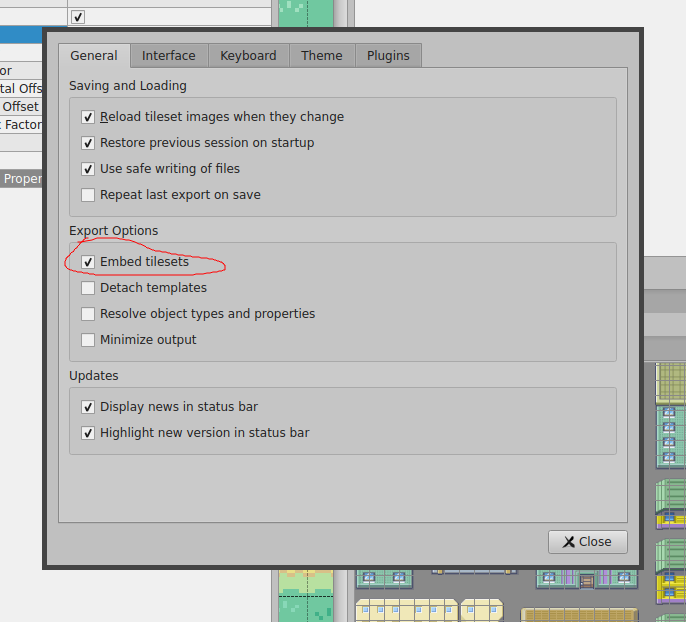 General Interface Keyboard Theme Plugins
Saving and Loading
Reload tileset images when they change
Restore previous session on startup
Use safe writing of files
Repeat last export on save
Export Options
Embed tilesets
Detach templates
Resolve object types and properties
Minimize output
Updates
Display news in status bar
Highlight new version in status bar
Close
or
tal Offs
Offset
Factor
Proper